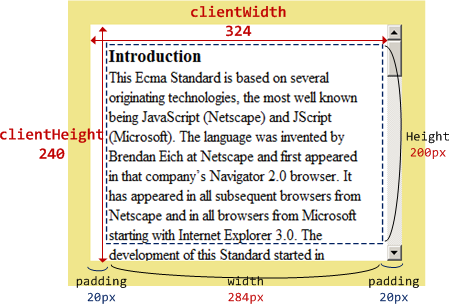 clientWidth
324
Introduction
This Ecma Standard is based on several
originating technologies, the most well known
being JavaScript (Netscape) and JScript
(Microsoft). The language was invented by
Brendan Eich at Netscape and first appeared
in that company's Navigator 2.0 browser. It
has appeared in all subsequent browsers from
Netscape and in all browsers from Microsoft
starting with Internet Explorer 3.0. The
development of this Standard started in
clientHeight
240
Height
200px
padding
20px
width
284px
padding
20px